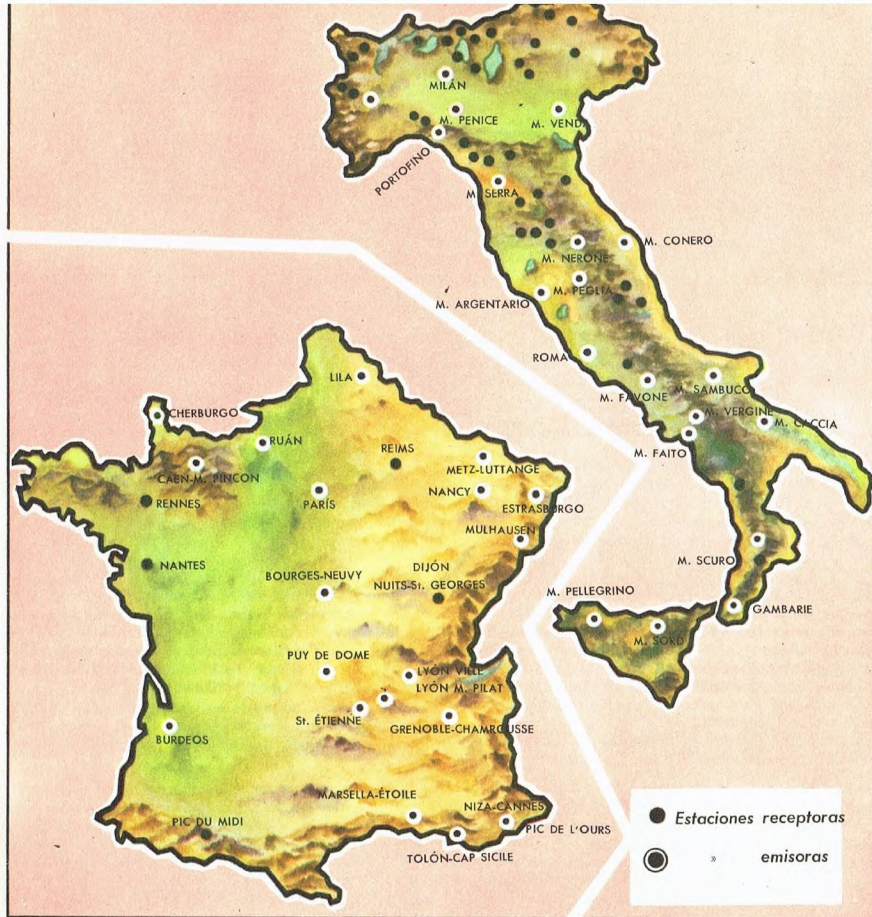 MILÁN
M. PENICE
M. VENDA
PORTOFINO
M. SERRA
M. CONERO
M. NERONE
M. PEGLIA
M. ARGENTARIO
ROMA
M. FAVONE
M. SAMBUCO
M. VERGINE
M. CACCIA
M. FAITO
M. SCURO
M. PELLEGRINO
GAMBARIE
M. SORO
LILA
CHERBURGO
RUÁN
REIMS
METZ-LUTTANGE
CAEN-M. PINCON
NANCY
RENNES
PARÍS
ESTRASBURGO
MULHAUSEN
NANTES
DIJÓN
BOURGES-NEUVY
NUITS-St. GEORGES
PUY DE DOME
LYÓN VILLE
LYÓN M. PILAT
St. ÉTIENNE
GRENOBLE-CHAMROUSSE
BURDEOS
MARSELLA-ÉTOILE
NIZA-CANNES
PIC DU MIDI
PIC DE L'OURS
TOLÓN-CAP SICILE
Estaciones receptoras
» emisoras